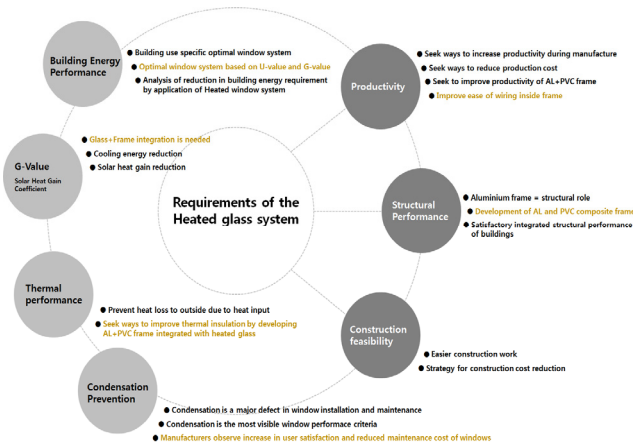 Building Energy
Performance
● Building use specific optimal window system
● Optimal window system based on U-value and G-value
● Analysis of reduction in building energy requirement
by application of Heated window system
Productivity
● Seek ways to increase productivity during manufacture
● Seek ways to reduce production cost
● Seek to improve productivity of AL+PVC frame
● Improve ease of wiring inside frame
G-Value
Solar Heat Gain
Coefficient
● Glass+Frame integration is needed
● Cooling energy reduction
● Solar heat gain reduction
Requirements of the
Heated glass system
Structural
Performance
● Aluminium frame = structural role
● Development of AL and PVC composite frame
● Satisfactory integrated structural performance
of buildings
Thermal
performance
● Prevent heat loss to outside due to heat input
● Seek ways to improve thermal insulation by developing
AL+PVC frame integrated with heated glass
Construction
feasibility
● Easier construction work
● Strategy for construction cost reduction
Condensation
Prevention
● Condensation is a major defect in window installation and maintenance
● Condensation is the most visible window performace criteria
● Manufacturers observe increase in user satisfaction and reduced maintenance cost of windows